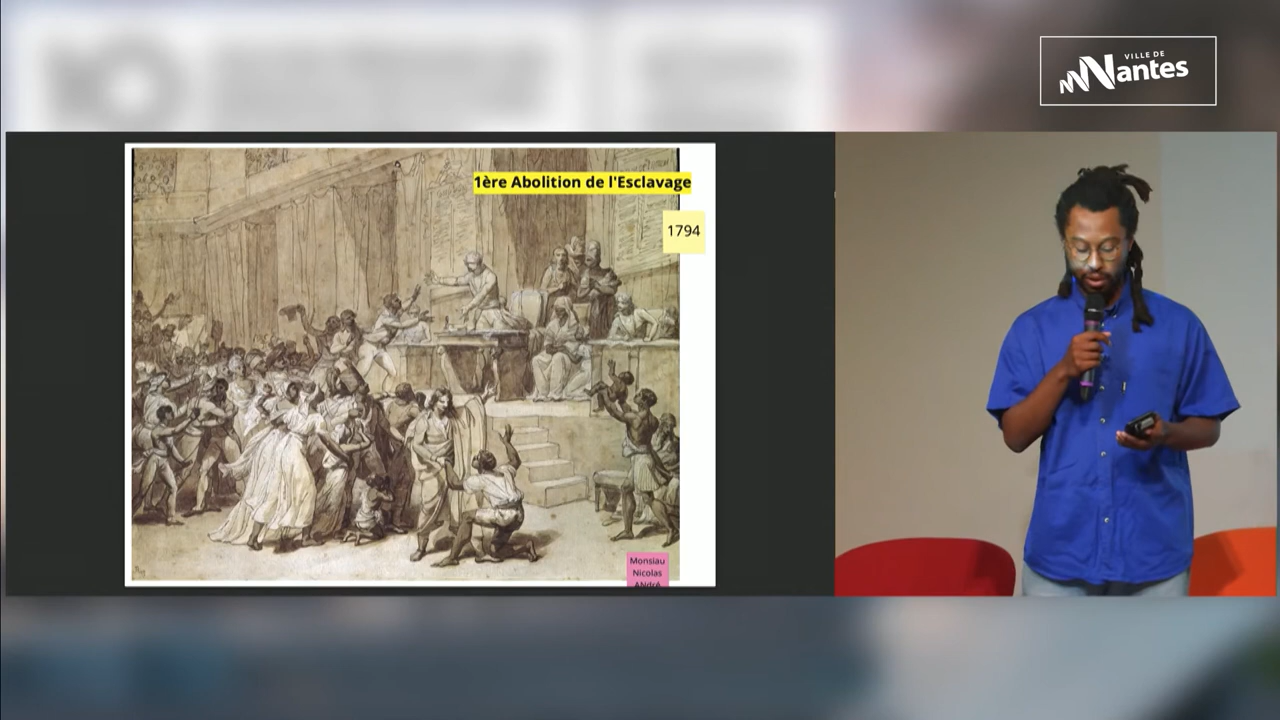 VILLE DE
Nantes
1ère Abolition de l'Esclavage
1794
Monsiau
Nicolas
ANdré